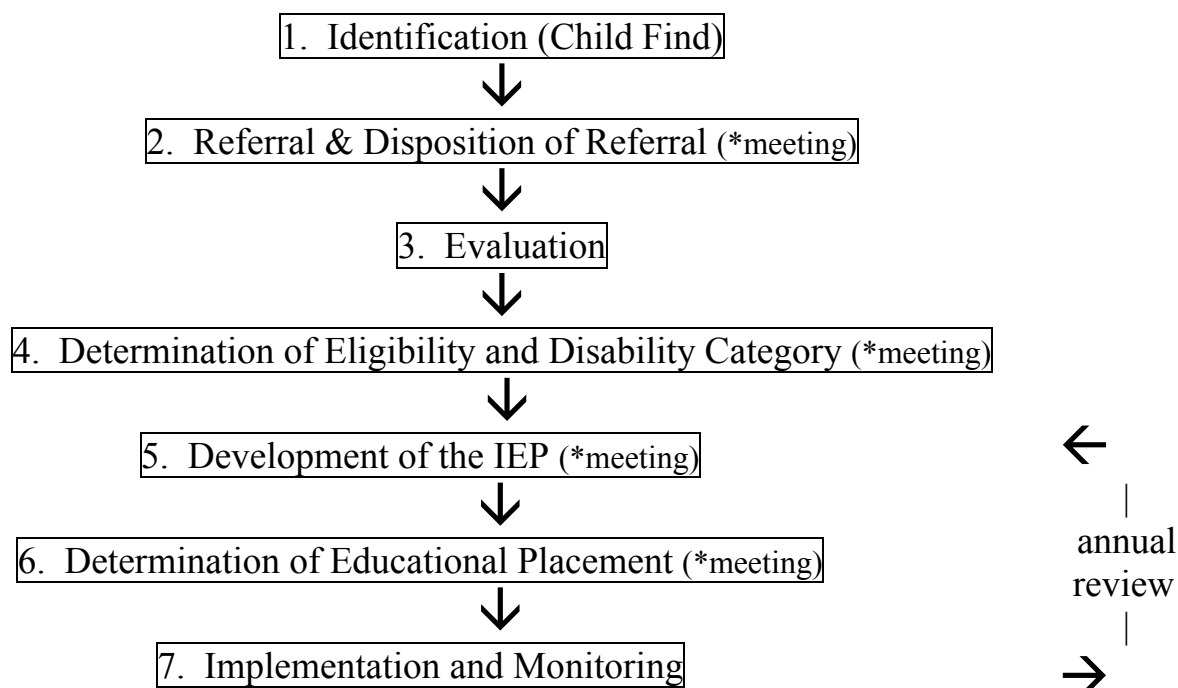 1. Identification (Child Find)
2. Referral & Disposition of Referral (*meeting)
3. Evaluation
4. Determination of Eligibility and Disability Category (*meeting)
5. Development of the IEP (*meeting)
6. Determination of Educational Placement (*meeting)
annual
review
7. Implementation and Monitoring